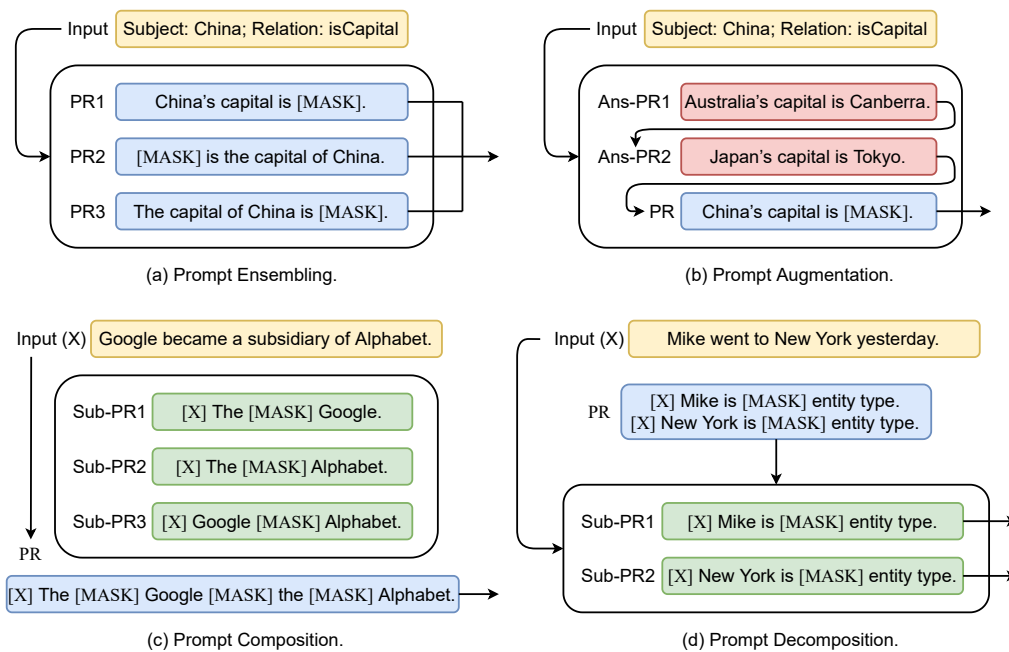 Input
Subject: China; Relation: isCapital
PR1
China's capital is [MASK].
PR2
[MASK] is the capital of China.
PR3
The capital of China is [MASK].
(a) Prompt Ensembling.
Input
Subject: China; Relation: isCapital
Ans-PR1
Australia's capital is Canberra.
Ans-PR2
Japan's capital is Tokyo.
PR
China's capital is [MASK].
(b) Prompt Augmentation.
Input (X)
Google became a subsidiary of Alphabet.
Sub-PR1
[X] The [MASK] Google.
Sub-PR2
[X] The [MASK] Alphabet.
Sub-PR3
[X] Google [MASK] Alphabet.
PR
[X] The [MASK] Google [MASK] the [MASK] Alphabet.
(c) Prompt Composition.
Input (X)
Mike went to New York yesterday.
PR
[X] Mike is [MASK] entity type.
[X] New York is [MASK] entity type.
Sub-PR1
[X] Mike is [MASK] entity type.
Sub-PR2
[X] New York is [MASK] entity type.
(d) Prompt Decomposition.